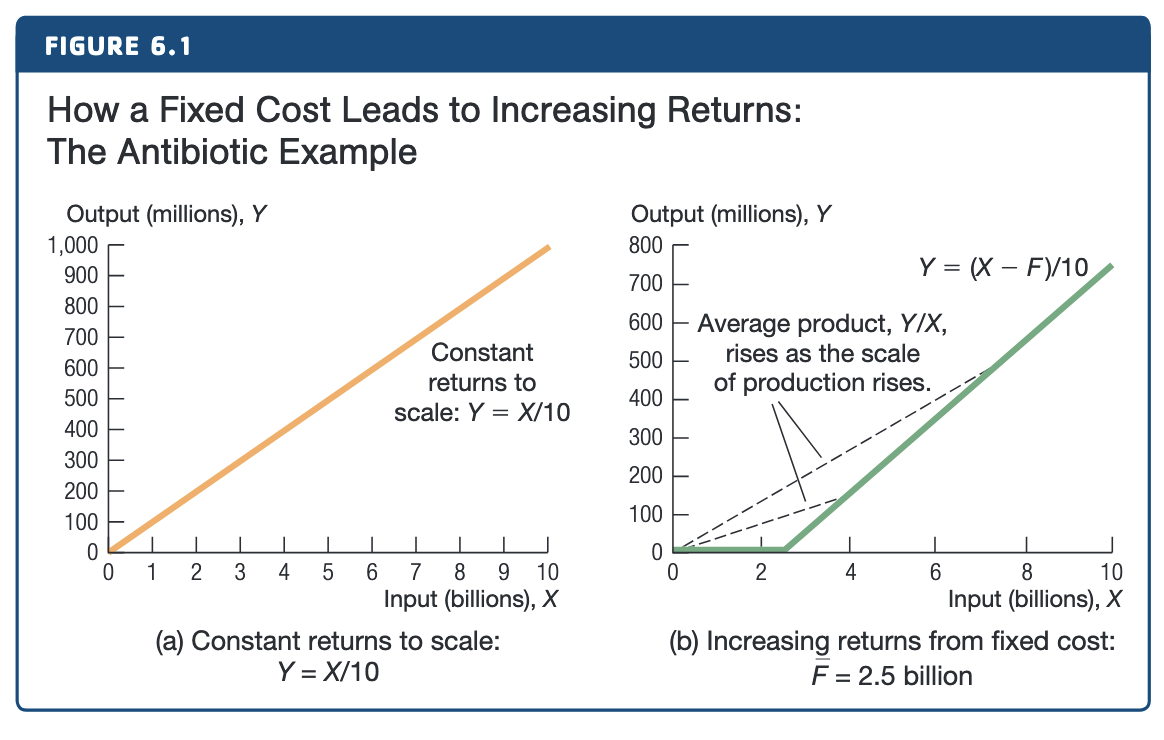 FIGURE 6.1
How a Fixed Cost Leads to Increasing Returns:
The Antibiotic Example
Output (millions), Y
1,000
900
800
700
600
500
400
300
200
100
0
Constant
returns to
scale: Y = X/10
0 1 2 3 4 5 6 7 8 9 10
Input (billions), X
(a) Constant returns to scale:
Y = X/10
Output (millions), Y
800
700
600
500
400
300
200
100
0
Y = (X − F)/10
Average product, Y/X,
rises as the scale
of production rises.
0 2 4 6 8 10
Input (billions), X
(b) Increasing returns from fixed cost:
F̅ = 2.5 billion